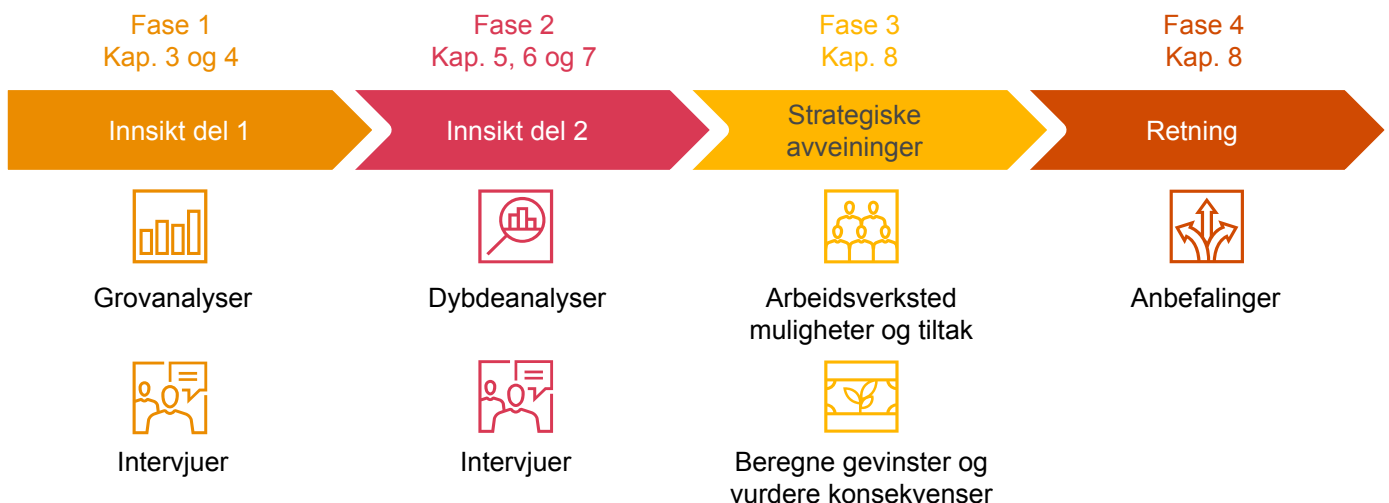 Fase 1
Kap. 3 og 4
Fase 2
Kap. 5, 6 og 7
Fase 3
Kap. 8
Fase 4
Kap. 8
Innsikt del 1
Innsikt del 2
Strategiske
avveininger
Retning
Grovanalyser
Dybdeanalyser
Arbeidsverksted
muligheter og tiltak
Anbefalinger
Intervjuer
Intervjuer
Beregne gevinster og
vurdere konsekvenser